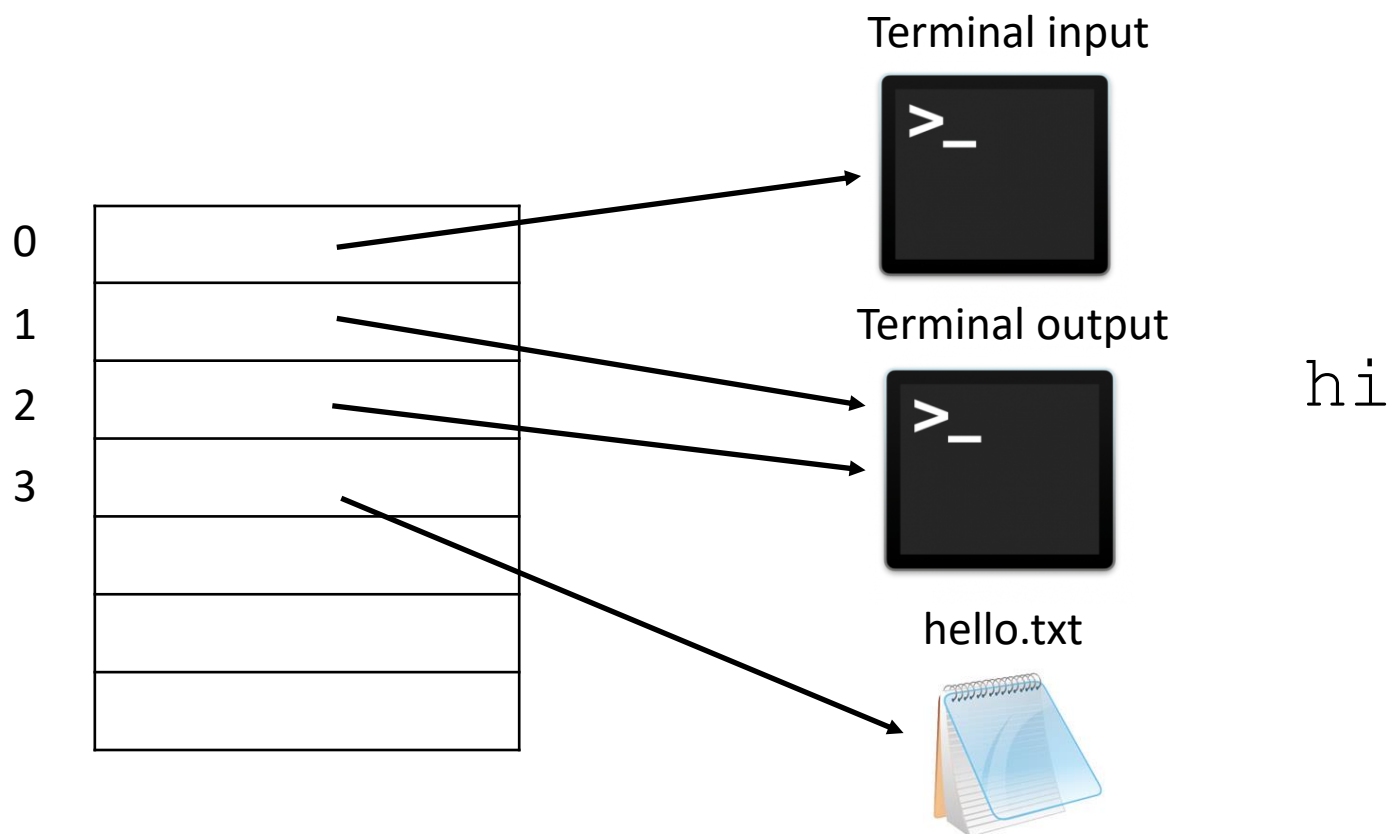 Terminal input
>_
0
1
Terminal output
2
>_
hi
3
hello.txt